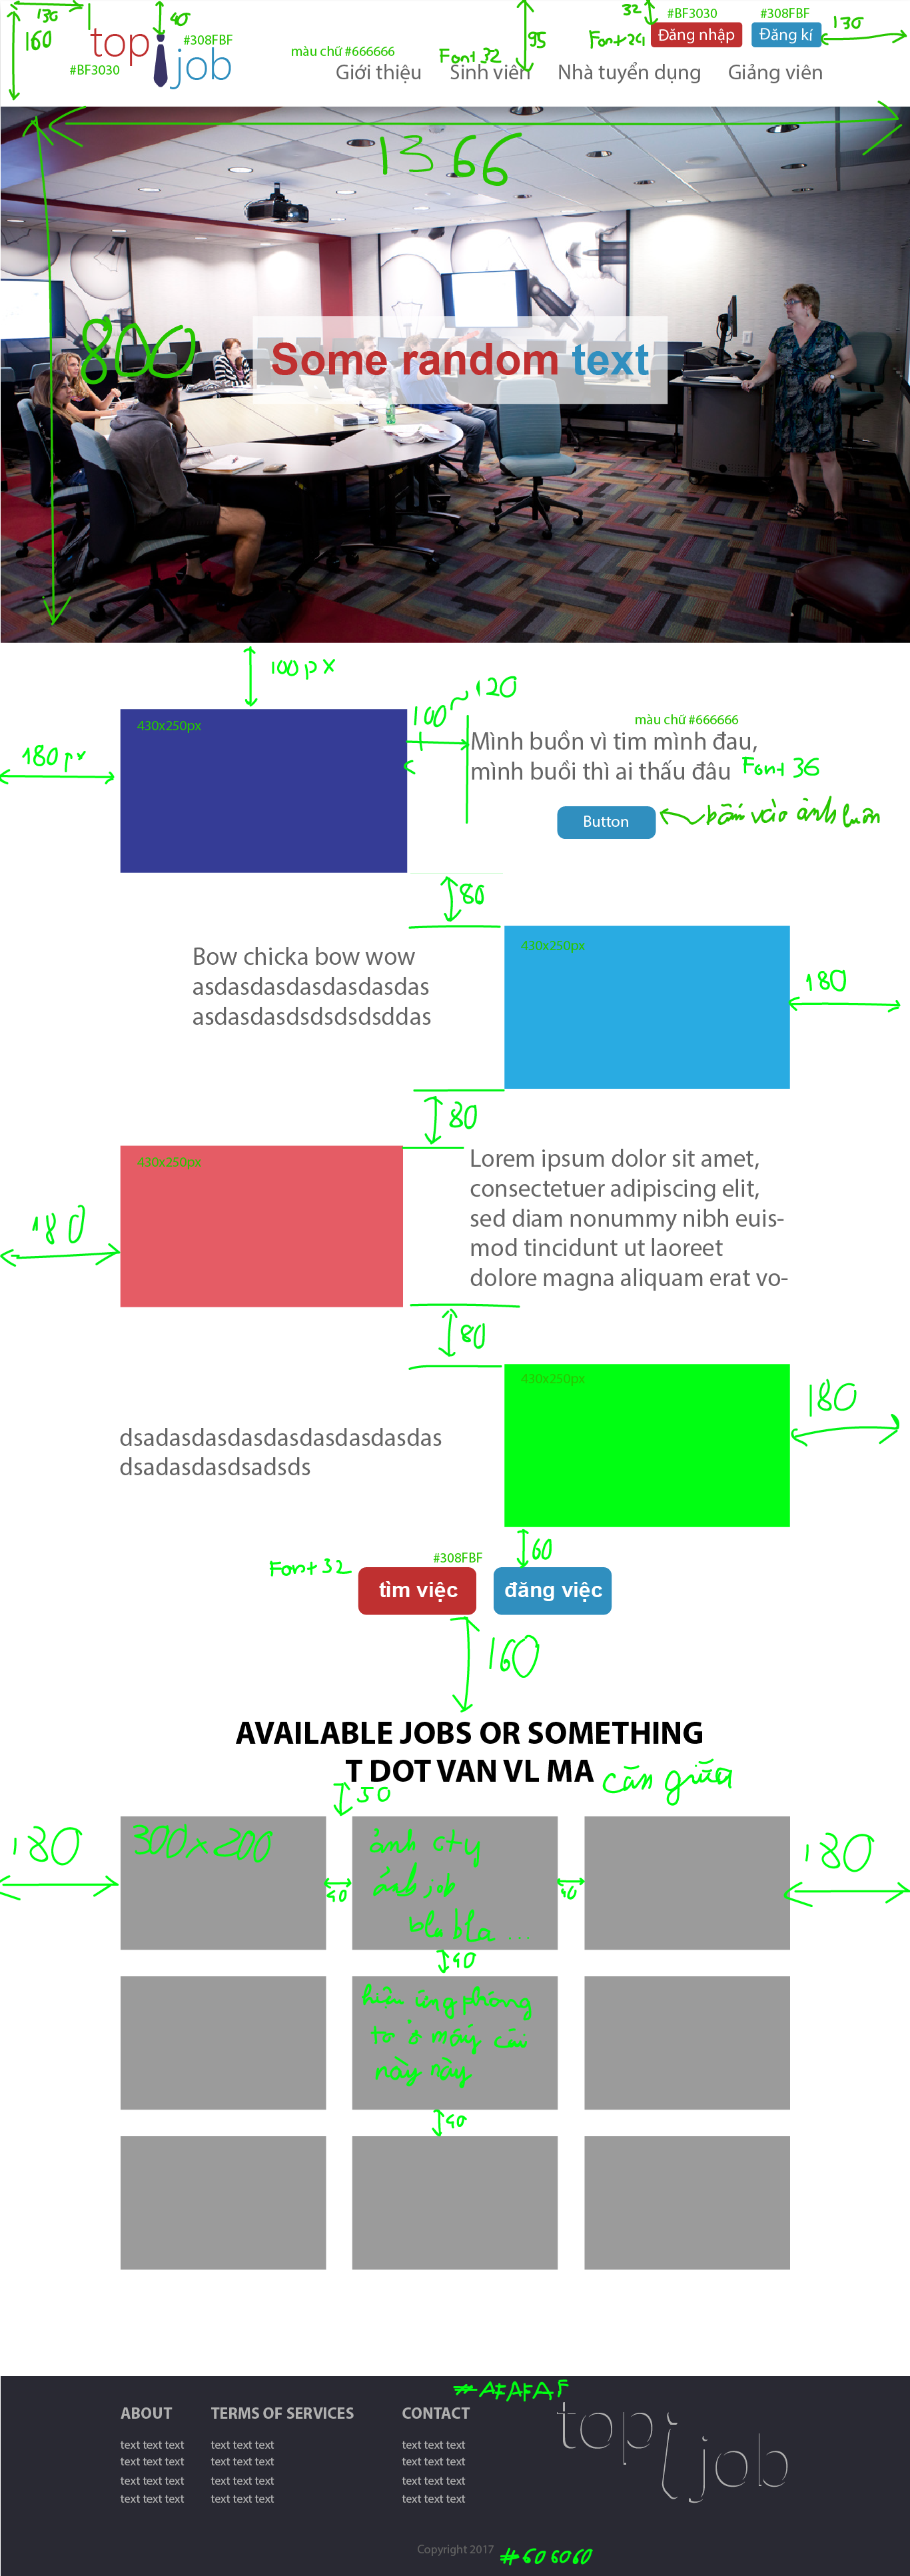 130
40
32
#BF3030
#308FBF
160
top job
#308FBF
95
Font 24
Đăng nhập
Đăng kí
130
#BF3030
màu chữ #666666
Font 32
Giới thiệu
Sinh viên
Nhà tuyển dụng
Giảng viên
1366
800
Some random text
100px
100~120
430x250px
màu chữ #666666
180px
Mình buồn vì tim mình đau,
mình buồi thì ai thấu đâu
Font 36
Button
bấm vào ảnh luôn
80
430x250px
Bow chicka bow wow
asdasdasdasdasdasdas
asdasdasdsdsdsdsddas
180
80
430x250px
Lorem ipsum dolor sit amet,
consectetuer adipiscing elit,
sed diam nonummy nibh euis-
mod tincidunt ut laoreet
dolore magna aliquam erat vo-
180
80
430x250px
180
dsadasdasdasdasdasdasdasdas
dsadasdasdsadsds
60
Font 32
#308FBF
tìm việc
đăng việc
160
AVAILABLE JOBS OR SOMETHING
T DOT VAN VL MA
căn giữa
50
180
300x200
ảnh cty
ảnh job
bla bla ...
180
40
40
40
hiệu ứng phóng
to ở mấy cái
này này
40
#AFAFAF
ABOUT
TERMS OF SERVICES
CONTACT
top job
text text text
text text text
text text text
text text text
text text text
text text text
text text text
text text text
text text text
text text text
text text text
text text text
Copyright 2017
#606060